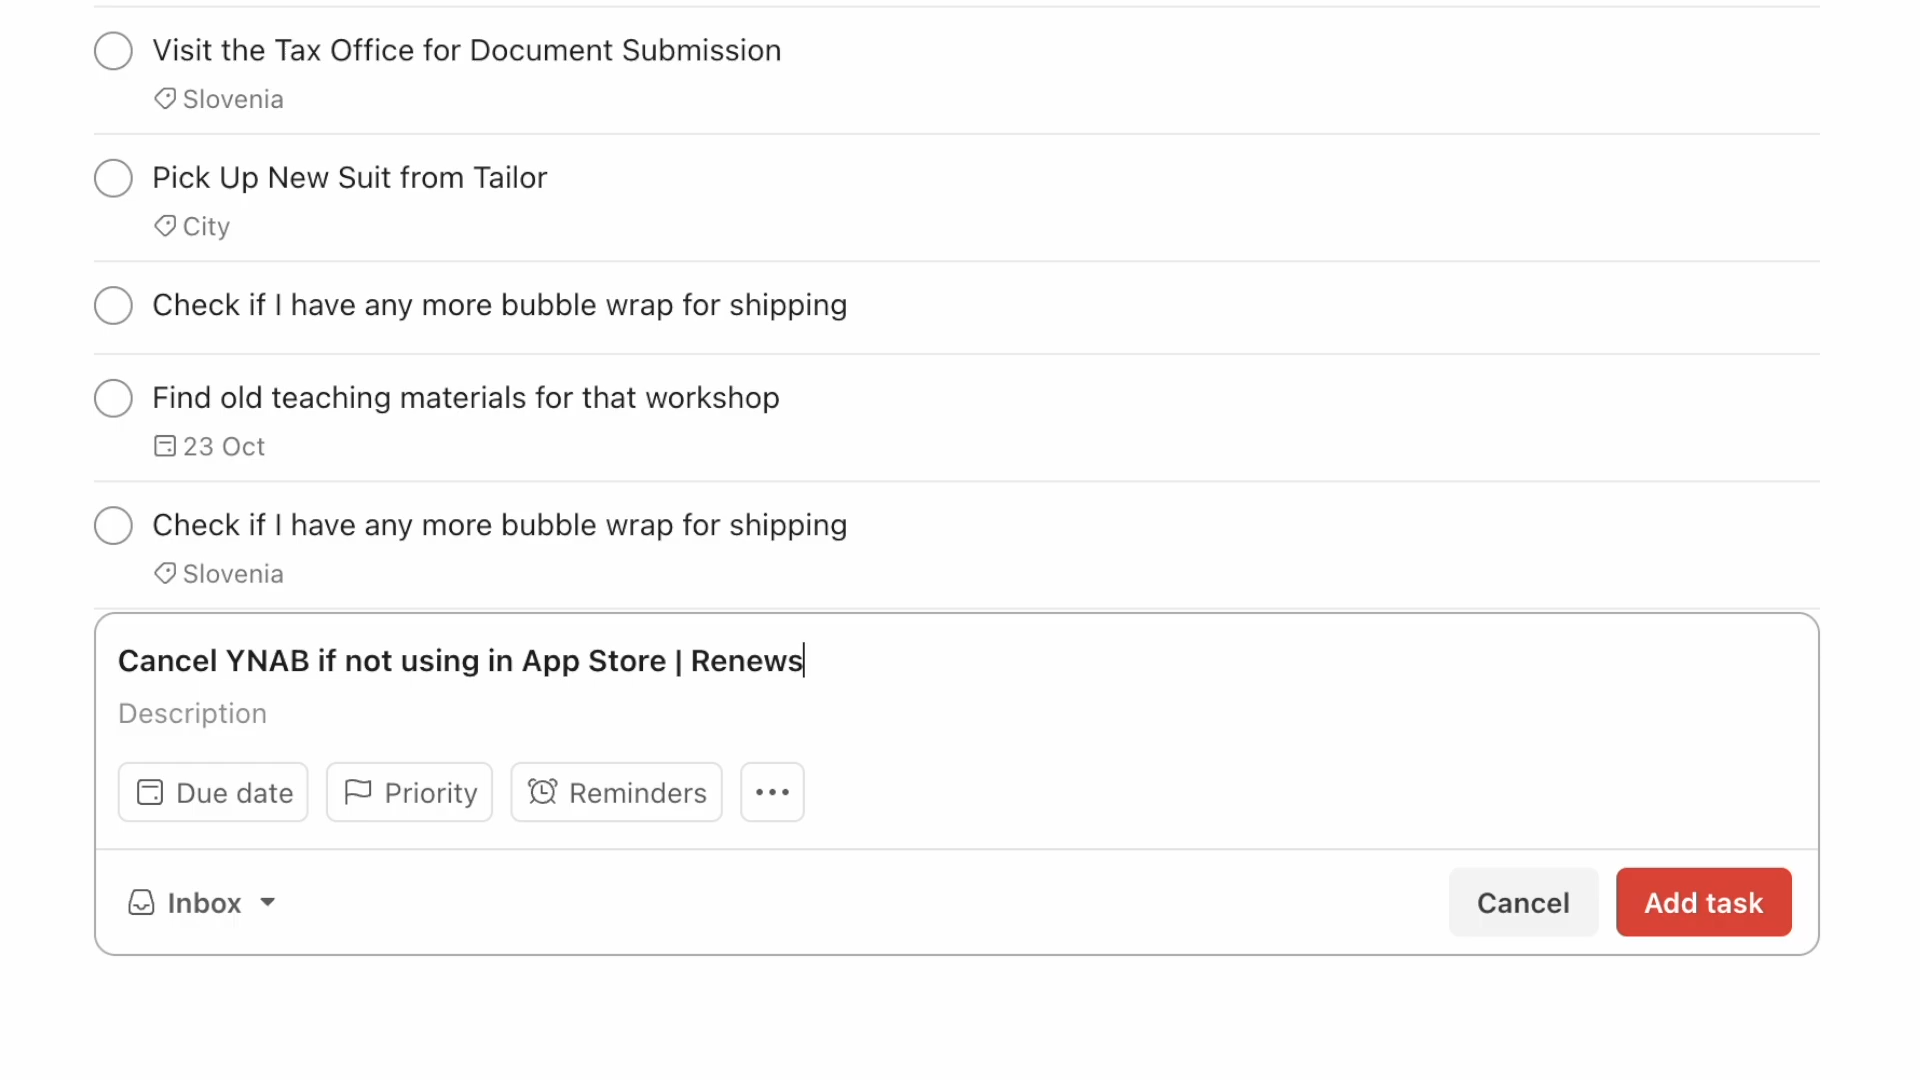 Visit the Tax Office for Document Submission
Slovenia
Pick Up New Suit from Tailor
City
Check if I have any more bubble wrap for shipping
Find old teaching materials for that workshop
23 Oct
Check if I have any more bubble wrap for shipping
Slovenia
Cancel YNAB if not using in App Store | Renews
Description
Due date Priority Reminders
Inbox Cancel Add task